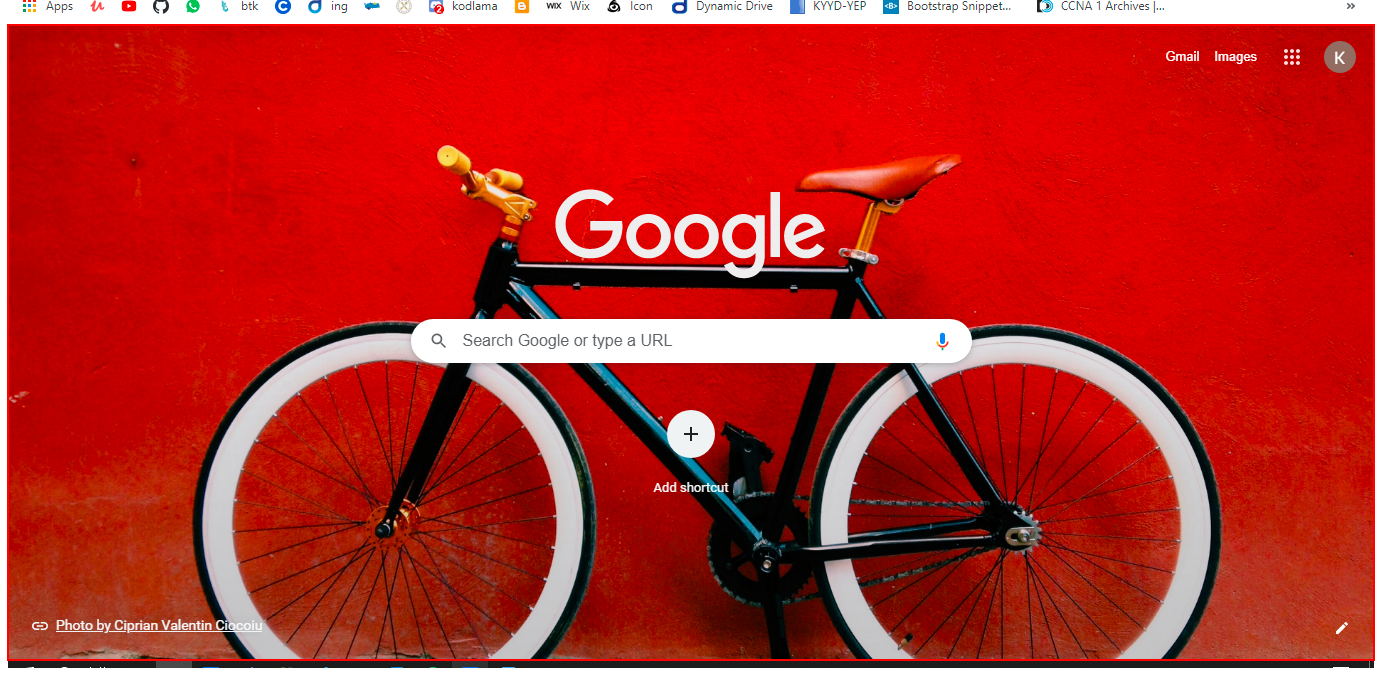 Apps btk ing kodlama Wix Wix Icon Dynamic Drive KYYD-YEP <B> Bootstrap Snippet... CCNA 1 Archives |... »
Gmail Images K
Google
Search Google or type a URL
Add shortcut
Photo by Ciprian Valentin Ciocoiu